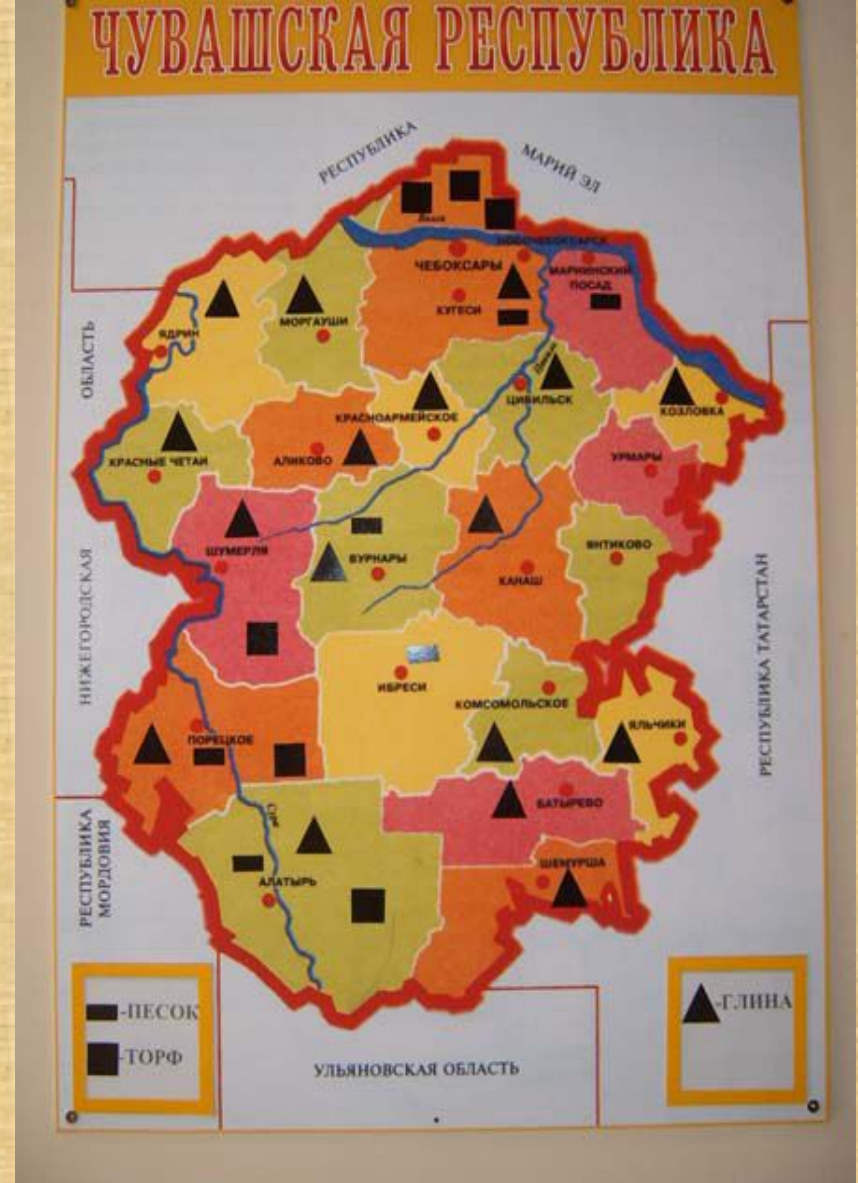 ЧУВАШСКАЯ РЕСПУБЛИКА
РЕСПУБЛИКА
МАРИЙ ЭЛ
Волга
НОВОЧЕБОКСАРСК
ЧЕБОКСАРЫ
МАРИИНСКИЙ
ПОСАД
КУГЕСИ
МОРГАУШИ
ЯДРИН
ОБЛАСТЬ
ЦИВИЛЬСК
КОЗЛОВКА
КРАСНОАРМЕЙСКОЕ
КРАСНЫЕ ЧЕТАИ
АЛИКОВО
УРМАРЫ
ШУМЕРЛЯ
ВУРНАРЫ
ЯНТИКОВО
КАНАШ
НИЖЕГОРОДСКАЯ
РЕСПУБЛИКА ТАТАРСТАН
ИБРЕСИ
КОМСОМОЛЬСКОЕ
ЯЛЬЧИКИ
ПОРЕЦКОЕ
БАТЫРЕВО
Сура
РЕСПУБЛИКА
МОРДОВИЯ
ШЕМУРША
АЛАТЫРЬ
-ПЕСОК
-ТОРФ
-ГЛИНА
УЛЬЯНОВСКАЯ ОБЛАСТЬ